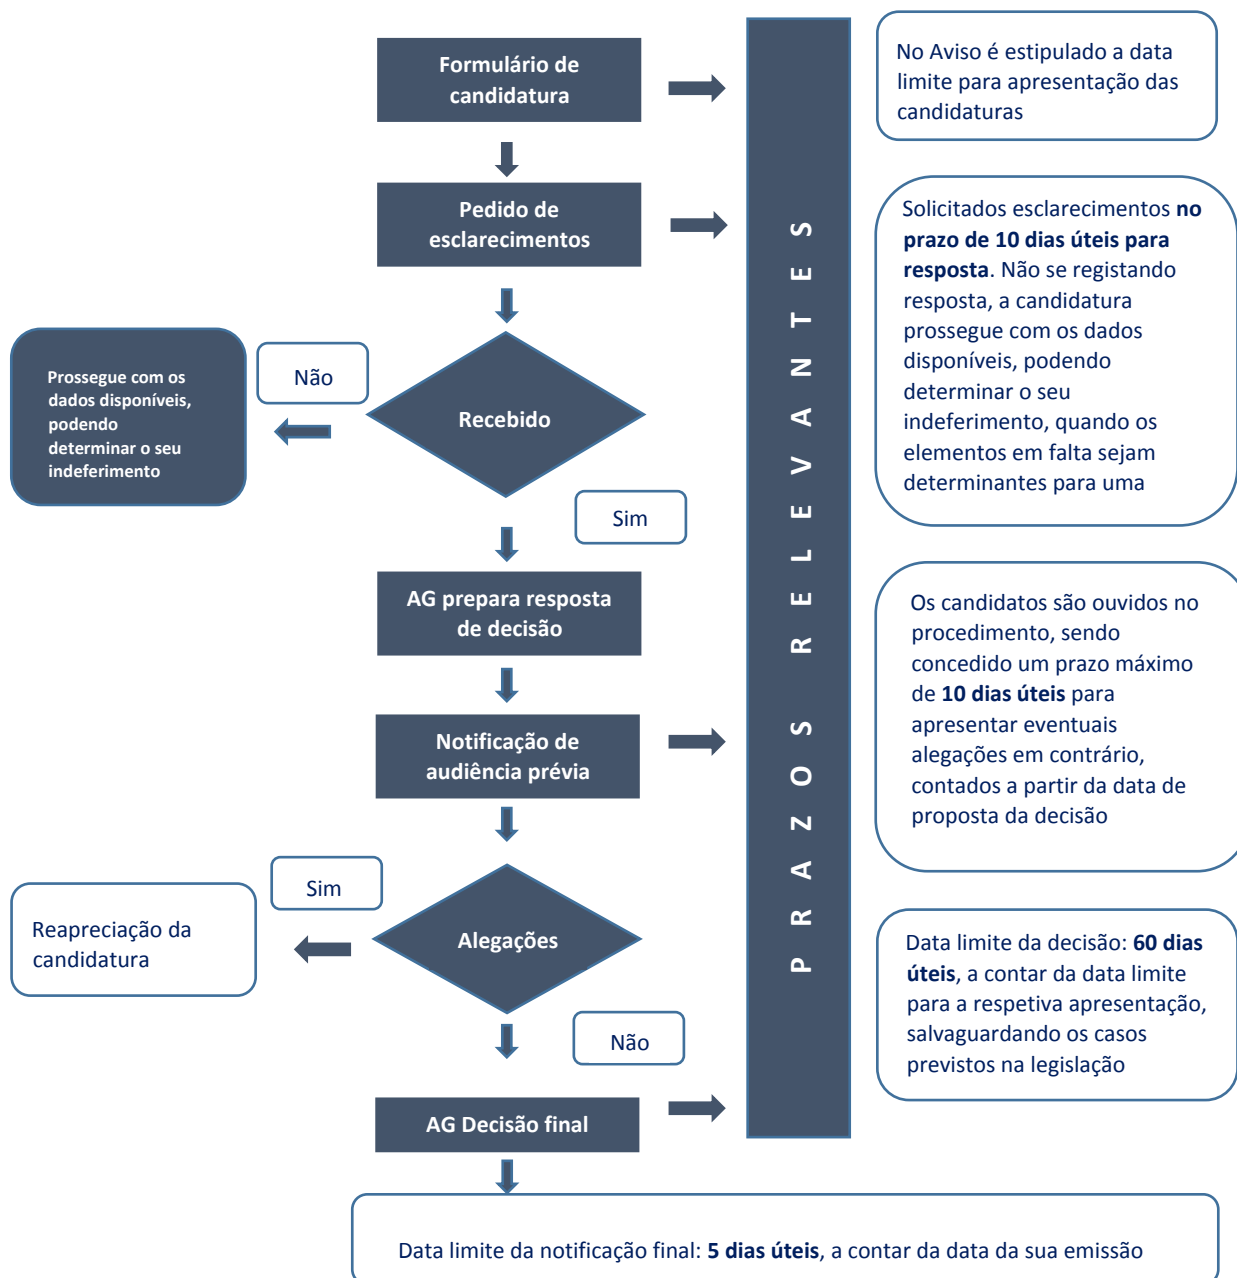 Formulário de
candidatura
No Aviso é estipulado a data
limite para apresentação das
candidaturas
Pedido de
esclarecimentos
Solicitados esclarecimentos no
prazo de 10 dias úteis para
resposta. Não se registando
resposta, a candidatura
prossegue com os dados
disponíveis, podendo
determinar o seu
indeferimento, quando os
elementos em falta sejam
determinantes para uma
Recebido
Não
Prossegue com os
dados disponíveis,
podendo
determinar o seu
indeferimento
Sim
AG prepara resposta
de decisão
Notificação de
audiência prévia
Os candidatos são ouvidos no
procedimento, sendo
concedido um prazo máximo
de 10 dias úteis para
apresentar eventuais
alegações em contrário,
contados a partir da data de
proposta da decisão
Alegações
Sim
Reapreciação da
candidatura
Não
AG Decisão final
Data limite da decisão: 60 dias
úteis, a contar da data limite
para a respetiva apresentação,
salvaguardando os casos
previstos na legislação
PRAZOS RELEVANTES
Data limite da notificação final: 5 dias úteis, a contar da data da sua emissão